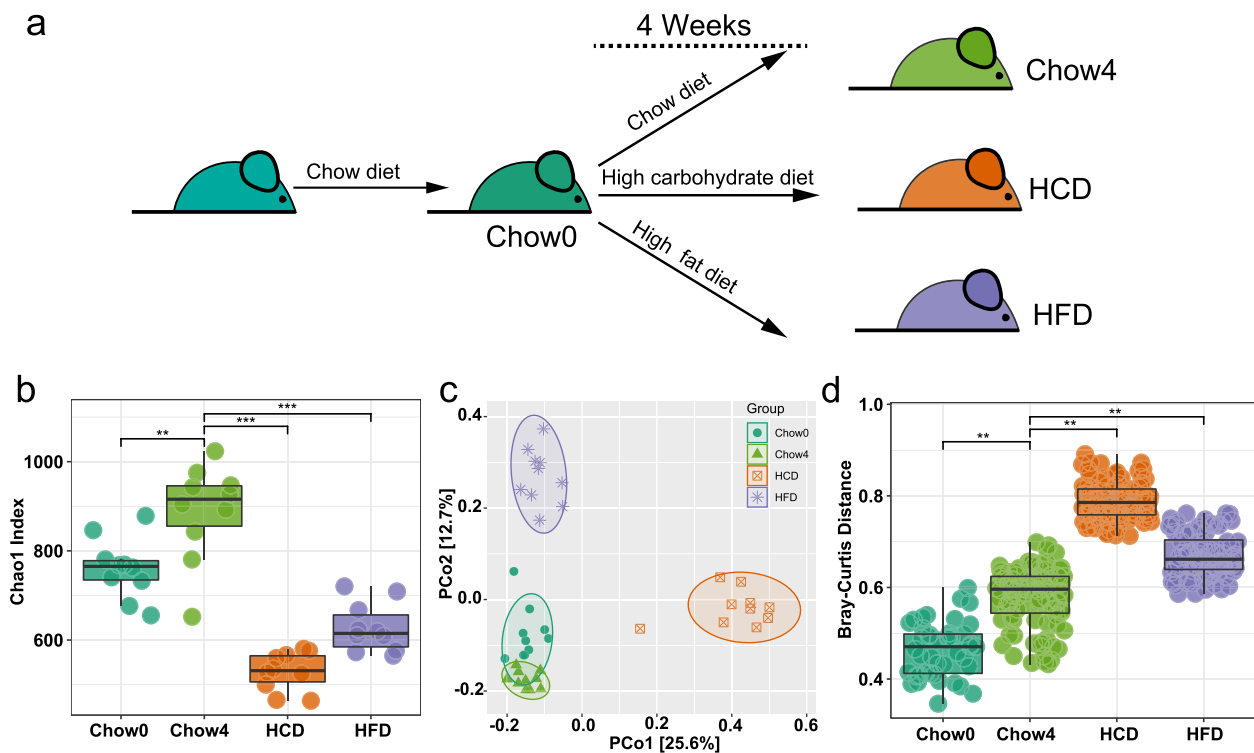 a
4 Weeks
Chow diet
Chow4
Chow diet
High carbohydrate diet
HCD
Chow0
High fat diet
HFD
b
Chao1 Index
1000
800
600
**
***
***
Chow0 Chow4 HCD HFD
c
PCo2 [12.7%]
0.4
0.2
0.0
-0.2
-0.2 0.0 0.2 0.4 0.6
PCo1 [25.6%]
Group
Chow0
Chow4
HCD
HFD
d
Bray-Curtis Distance
1.0
0.8
0.6
0.4
**
**
**
Chow0 Chow4 HCD HFD